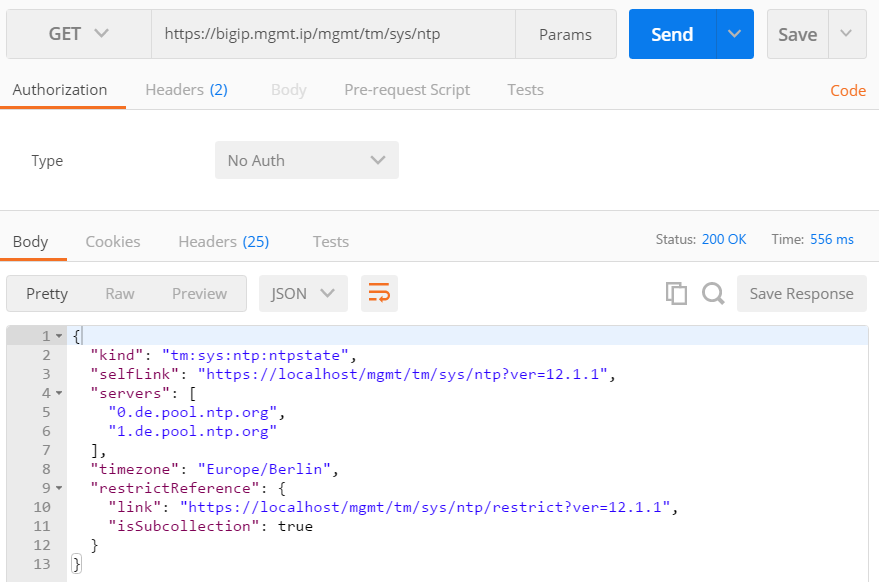 GET https://bigip.mgmt.ip/mgmt/tm/sys/ntp Params Send Save
Authorization Headers (2) Body Pre-request Script Tests Code
Type No Auth
Body Cookies Headers (25) Tests Status: 200 OK Time: 556 ms
Pretty Raw Preview JSON Save Response
1 {
2 "kind": "tm:sys:ntp:ntpstate",
3 "selfLink": "https://localhost/mgmt/tm/sys/ntp?ver=12.1.1",
4 "servers": [
5 "0.de.pool.ntp.org",
6 "1.de.pool.ntp.org"
7 ],
8 "timezone": "Europe/Berlin",
9 "restrictReference": {
10 "link": "https://localhost/mgmt/tm/sys/ntp/restrict?ver=12.1.1",
11 "isSubcollection": true
12 }
13 }